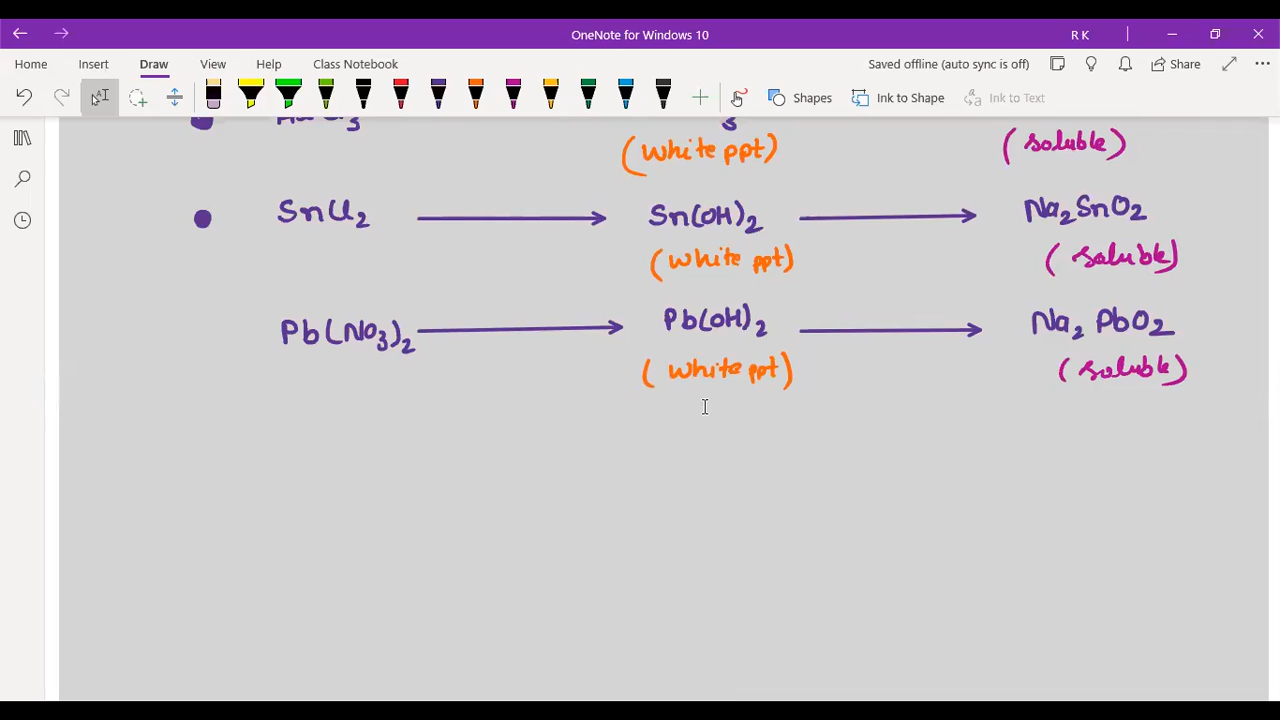 OneNote for Windows 10
R K
Home Insert Draw View Help Class Notebook Saved offline (auto sync is off) Share
Shapes Ink to Shape Ink to Text
(white ppt) (soluble)
SnCl2 Sn(OH)2 Na2SnO2
(white ppt) (soluble)
Pb(NO3)2 Pb(OH)2 Na2PbO2
(white ppt) (soluble)